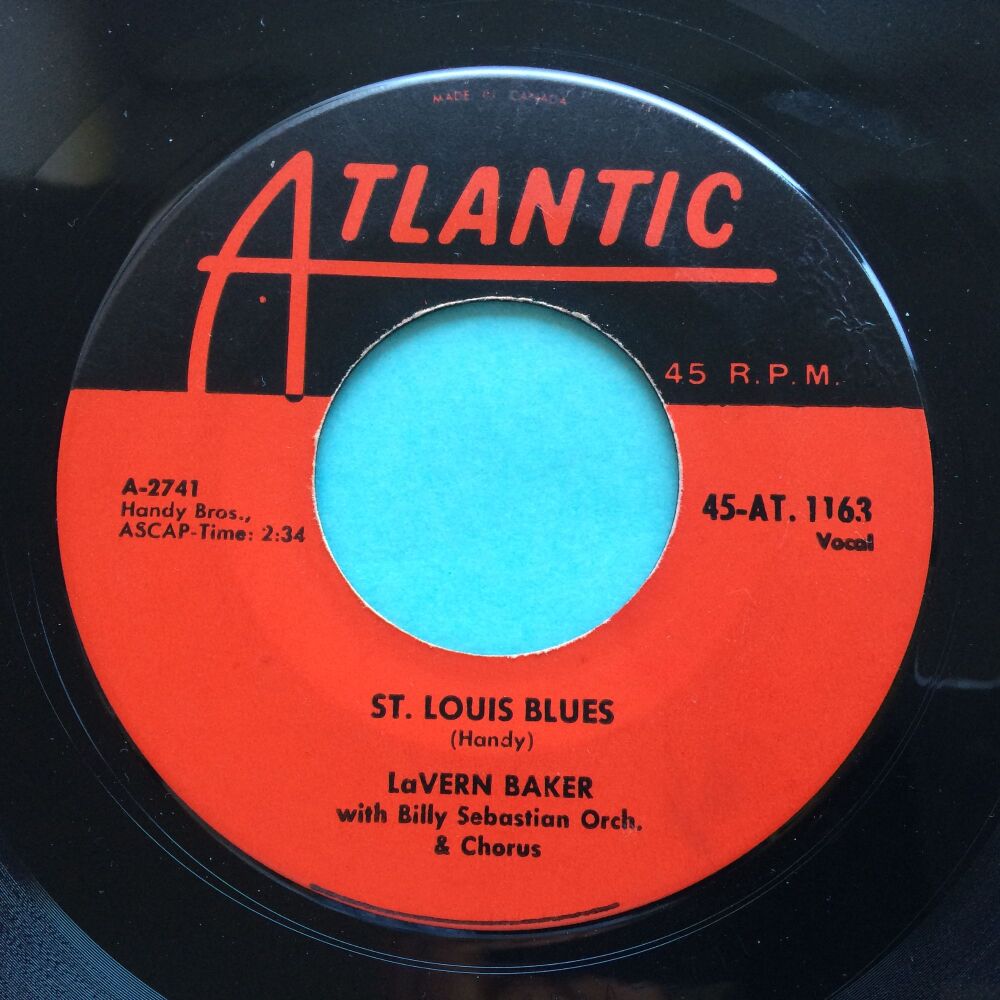 MADE IN CANADA
ATLANTIC
45 R.P.M.
A-2741
Handy Bros.,
ASCAP-Time: 2:34
45-AT. 1163
Vocal
ST. LOUIS BLUES
(Handy)
LaVERN BAKER
with Billy Sebastian Orch.
& Chorus